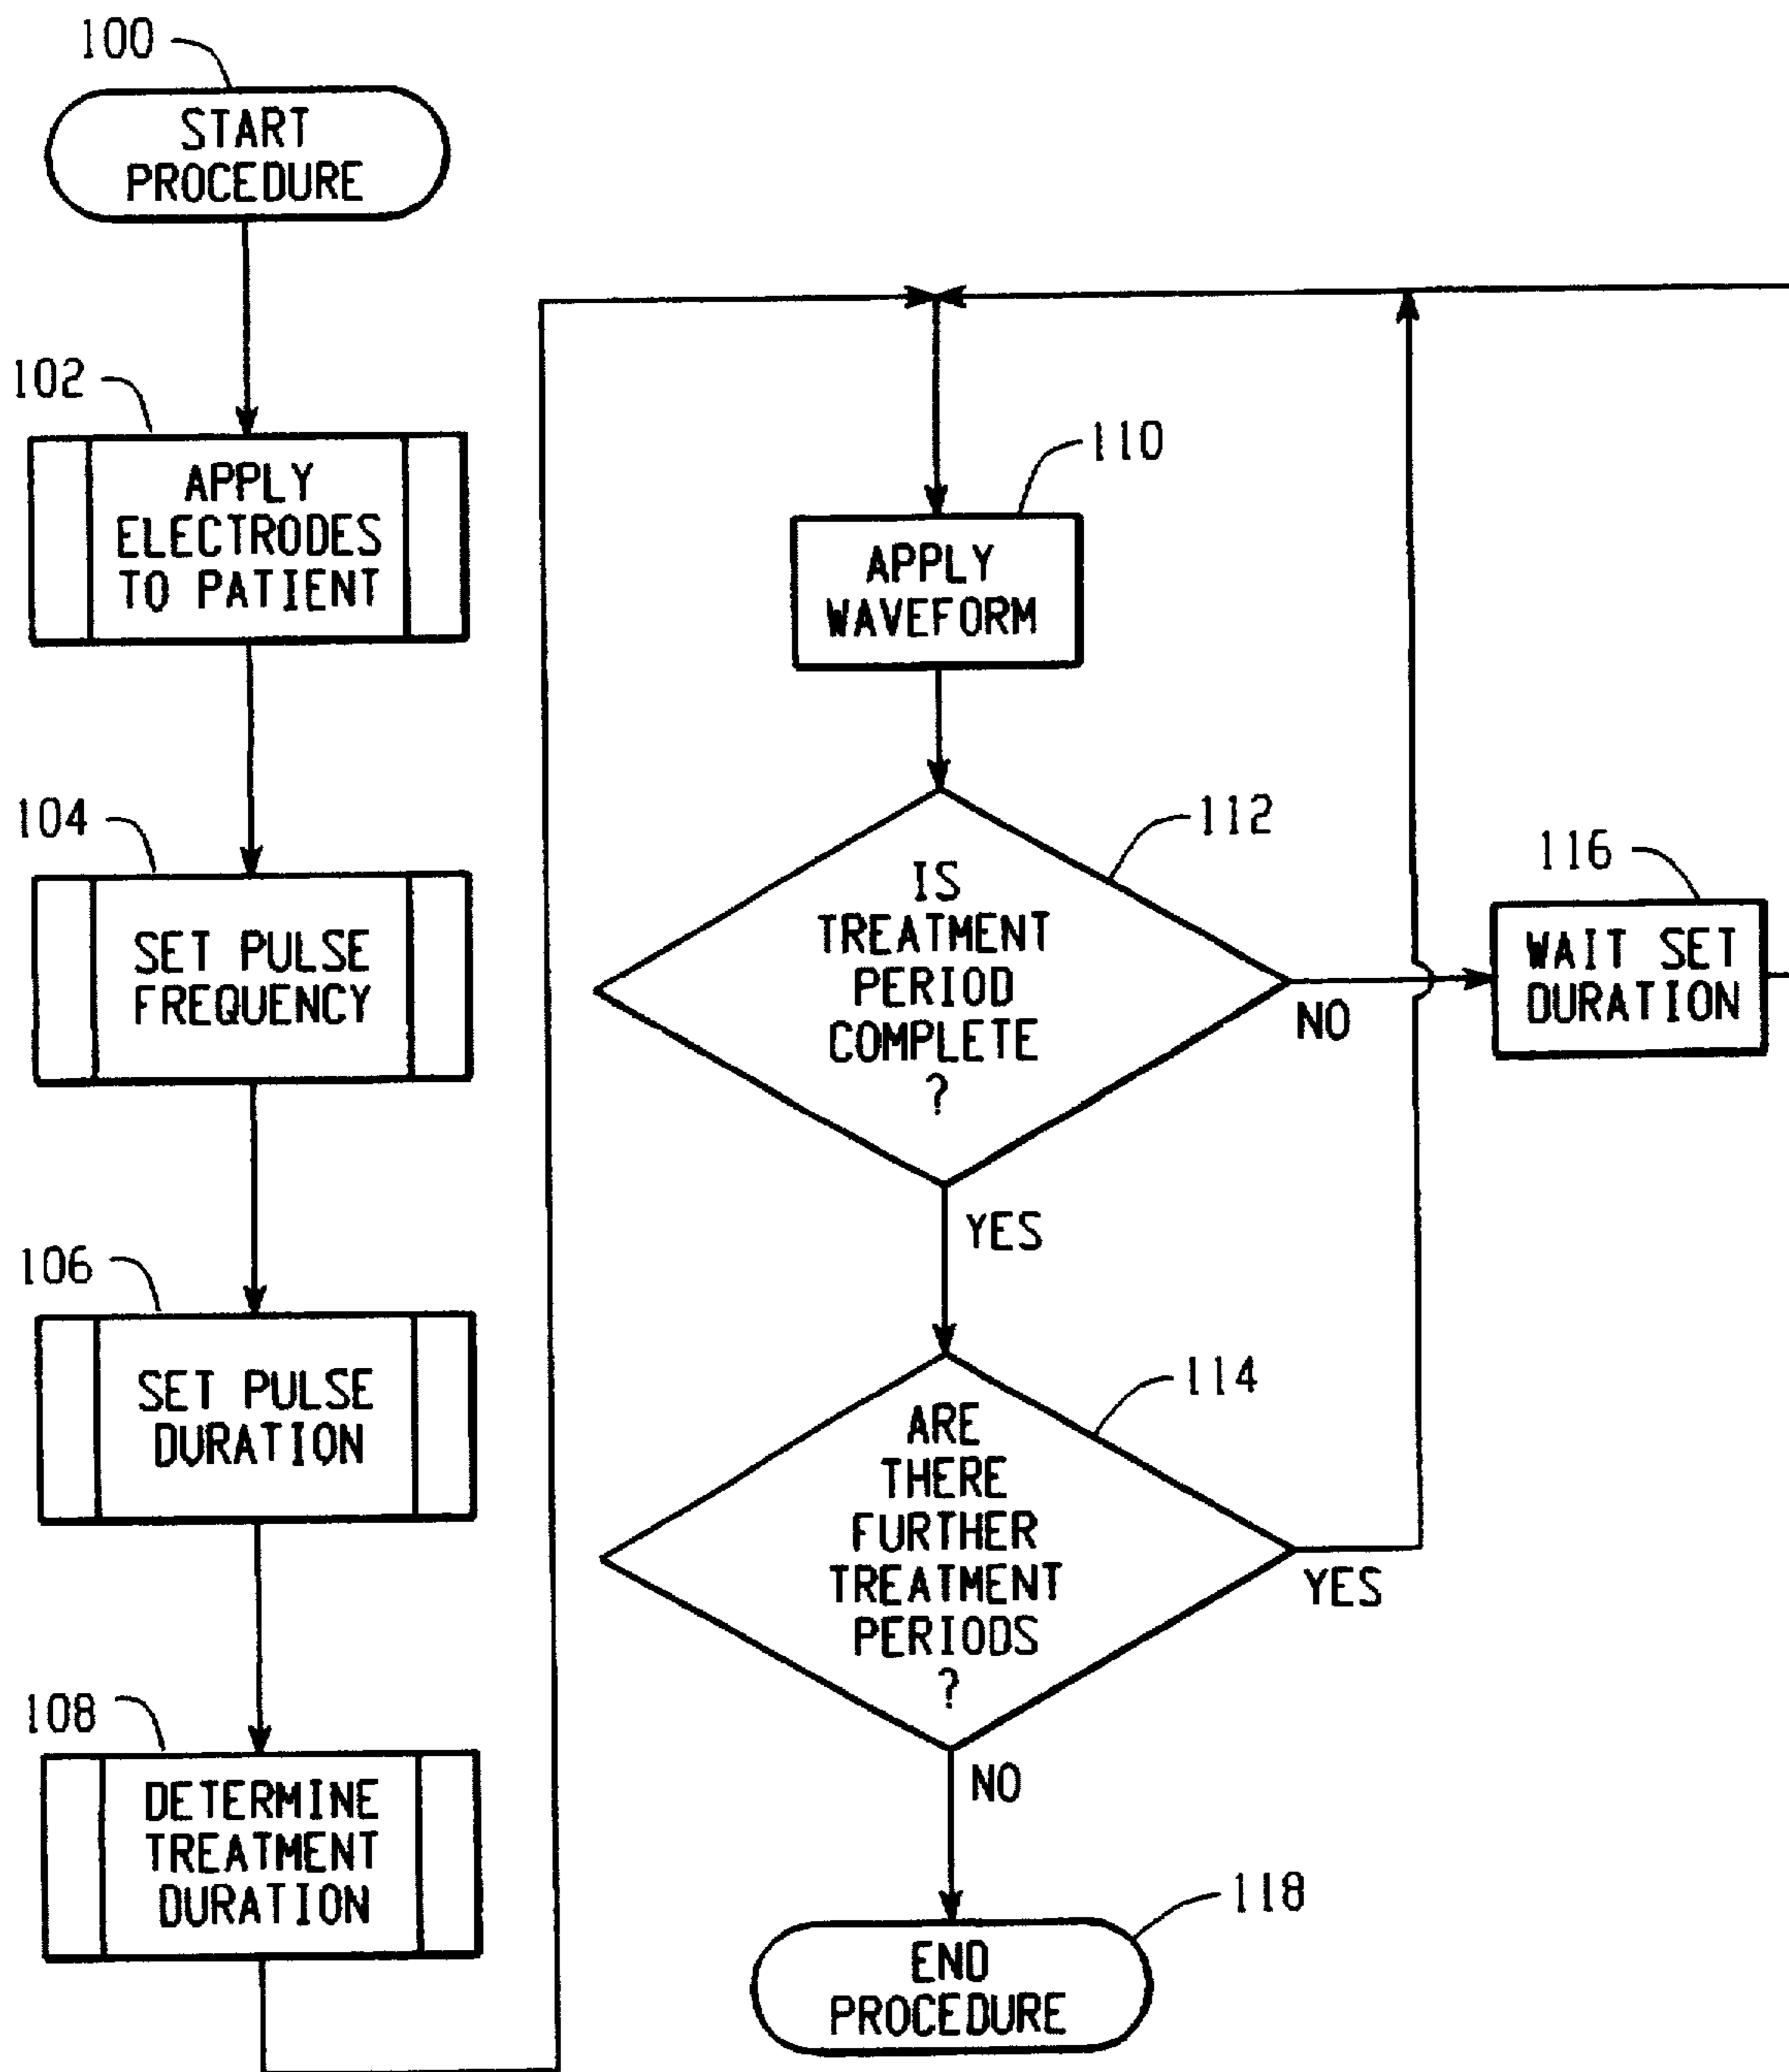 100
START
PROCEDURE
102
APPLY
ELECTRODES
TO PATIENT
104
SET PULSE
FREQUENCY
106
SET PULSE
DURATION
108
DETERMINE
TREATMENT
DURATION
110
APPLY
WAVEFORM
112
IS
TREATMENT
PERIOD
COMPLETE
?
NO
YES
116
WAIT SET
DURATION
114
ARE
THERE
FURTHER
TREATMENT
PERIODS
?
YES
NO
118
END
PROCEDURE